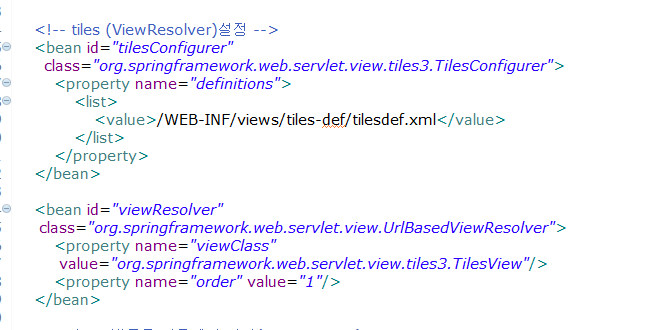 <!-- tiles (ViewResolver)설정 -->
<bean id="tilesConfigurer"
class="org.springframework.web.servlet.view.tiles3.TilesConfigurer">
<property name="definitions">
<list>
<value>/WEB-INF/views/tiles-def/tilesdef.xml</value>
</list>
</property>
</bean>
<bean id="viewResolver"
class="org.springframework.web.servlet.view.UrlBasedViewResolver">
<property name="viewClass"
value="org.springframework.web.servlet.view.tiles3.TilesView"/>
<property name="order" value="1"/>
</bean>